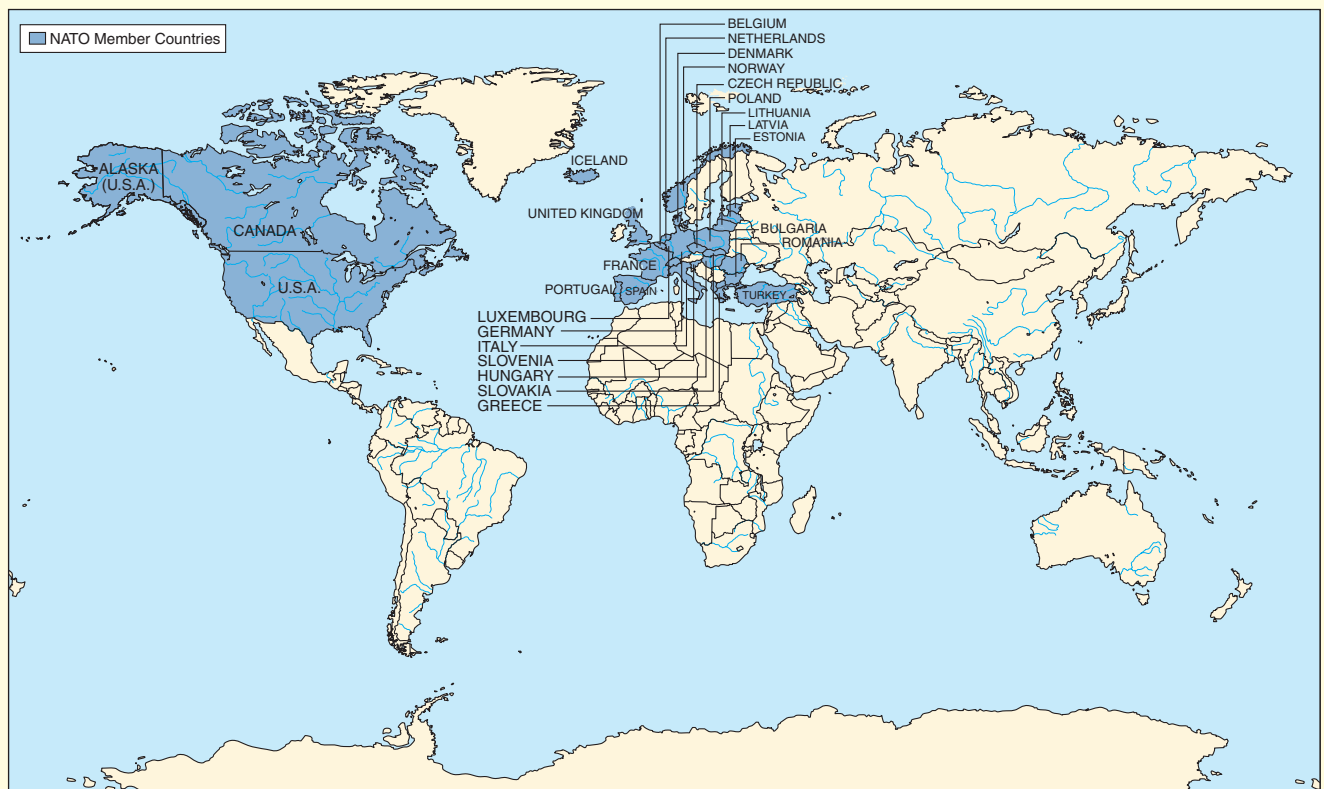 NATO Member Countries
BELGIUM
NETHERLANDS
DENMARK
NORWAY
CZECH REPUBLIC
POLAND
LITHUANIA
LATVIA
ESTONIA
ICELAND
ALASKA
(U.S.A.)
UNITED KINGDOM
CANADA
BULGARIA
ROMANIA
FRANCE
U.S.A.
PORTUGAL
SPAIN
TURKEY
LUXEMBOURG
GERMANY
ITALY
SLOVENIA
HUNGARY
SLOVAKIA
GREECE